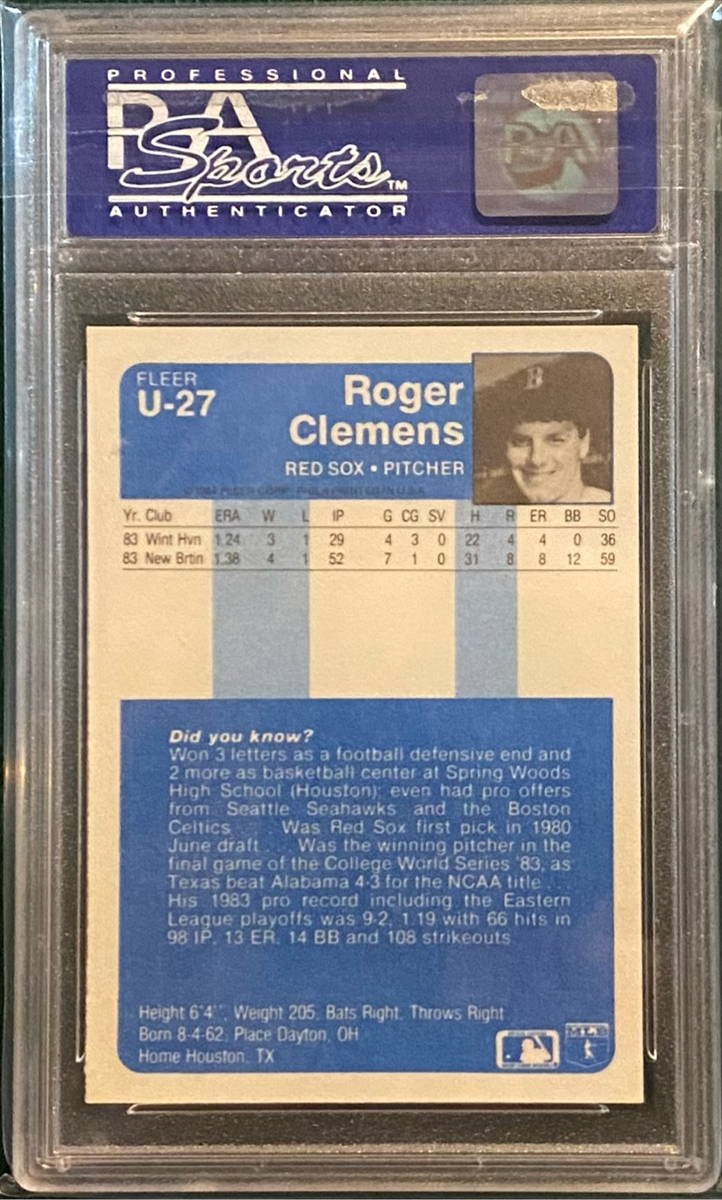 PROFESSIONAL
PSA
Sports™
AUTHENTICATOR
PSA
FLEER
U-27
Roger
Clemens
RED SOX • PITCHER
B
© 1984 FLEER CORP. PRINTED IN U.S.A.
Yr. Club ERA W L IP G CG SV H R ER BB SO
83 Wint Hvn 1.24 3 1 29 4 3 0 22 4 4 0 36
83 New Brtin 1.38 4 1 52 7 1 0 31 8 8 12 59
Did you know?
Won 3 letters as a football defensive end and
2 more as basketball center at Spring Woods
High School (Houston); even had pro offers
from Seattle Seahawks and the Boston
Celtics ... Was Red Sox first pick in 1980
June draft ... Was the winning pitcher in the
final game of the College World Series '83, as
Texas beat Alabama 4-3 for the NCAA title ...
His 1983 pro record including the Eastern
League playoffs was 9-2, 1.19 with 66 hits in
98 IP, 13 ER, 14 BB and 108 strikeouts.
Height 6'4", Weight 205, Bats Right, Throws Right
Born 8-4-62, Place Dayton, OH
Home Houston, TX